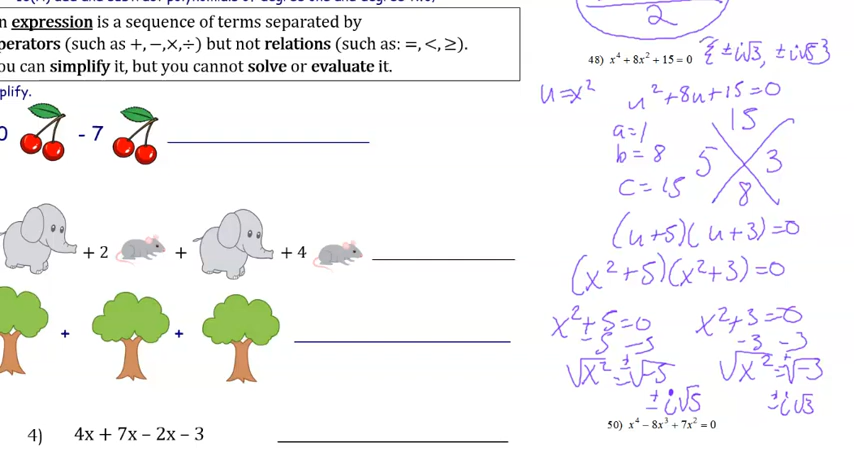 n expression is a sequence of terms separated by
perators (such as +, −,×,÷) but not relations (such as: =, <, ≥).
ou can simplify it, but you cannot solve or evaluate it.
plify.
0 - 7
+ 2 + + 4
+ +
4) 4x + 7x – 2x – 3
2
48) x⁴ + 8x² + 15 = 0 {±i√3, ±i√5}
u=x² u²+8u+15=0
a=1 15
b=8 5 3
c=15 8
(u+5)(u+3)=0
(x²+5)(x²+3)=0
x²+5=0 x²+3=0
-5 -5 -3 -3
√x²=±√-5 √x²=±√-3
±i√5 ±i√3
50) x⁴ − 8x³ + 7x² = 0